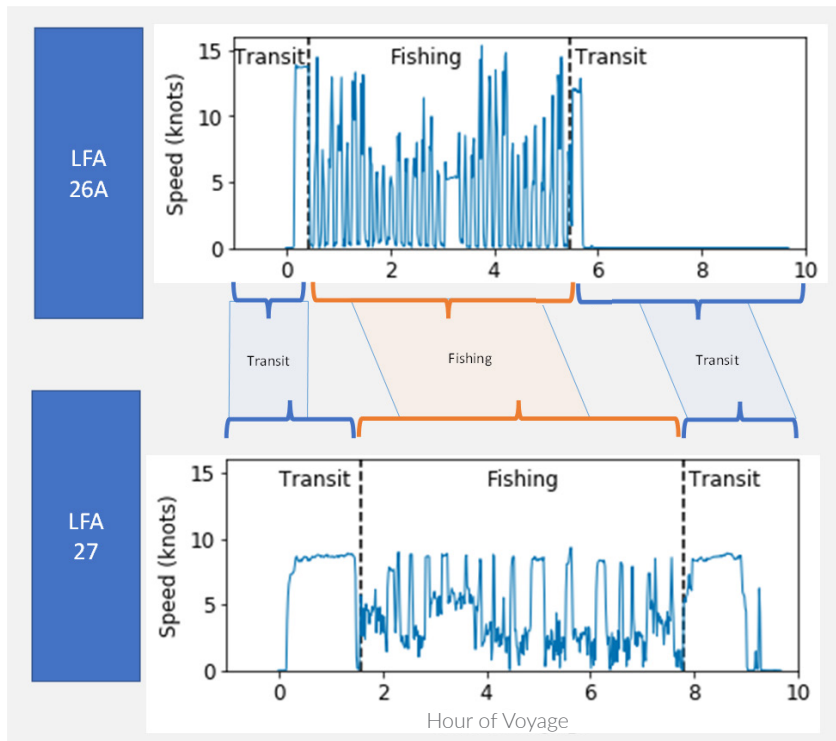 LFA
26A
Speed (knots)
15
10
5
0
Transit
Fishing
Transit
0 2 4 6 8 10
Transit
Fishing
Transit
LFA
27
Speed (knots)
15
10
5
0
Transit
Fishing
Transit
0 2 4 6 8 10
Hour of Voyage